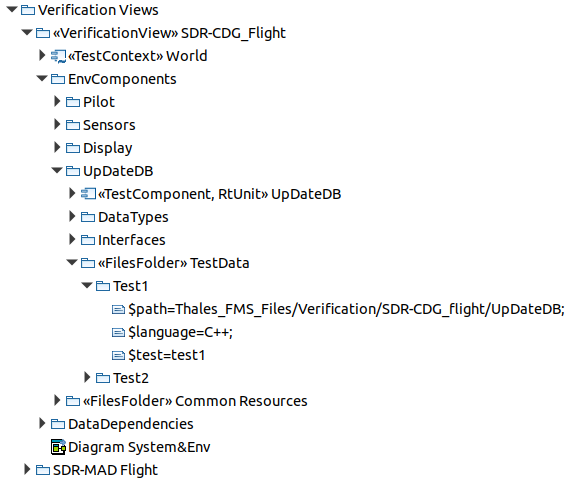 Verification Views
«VerificationView» SDR-CDG_Flight
«TestContext» World
EnvComponents
Pilot
Sensors
Display
UpDateDB
«TestComponent, RtUnit» UpDateDB
DataTypes
Interfaces
«FilesFolder» TestData
Test1
$path=Thales_FMS_Files/Verification/SDR-CDG_flight/UpDateDB;
$language=C++;
$test=test1
Test2
«FilesFolder» Common Resources
DataDependencies
Diagram System&Env
SDR-MAD Flight